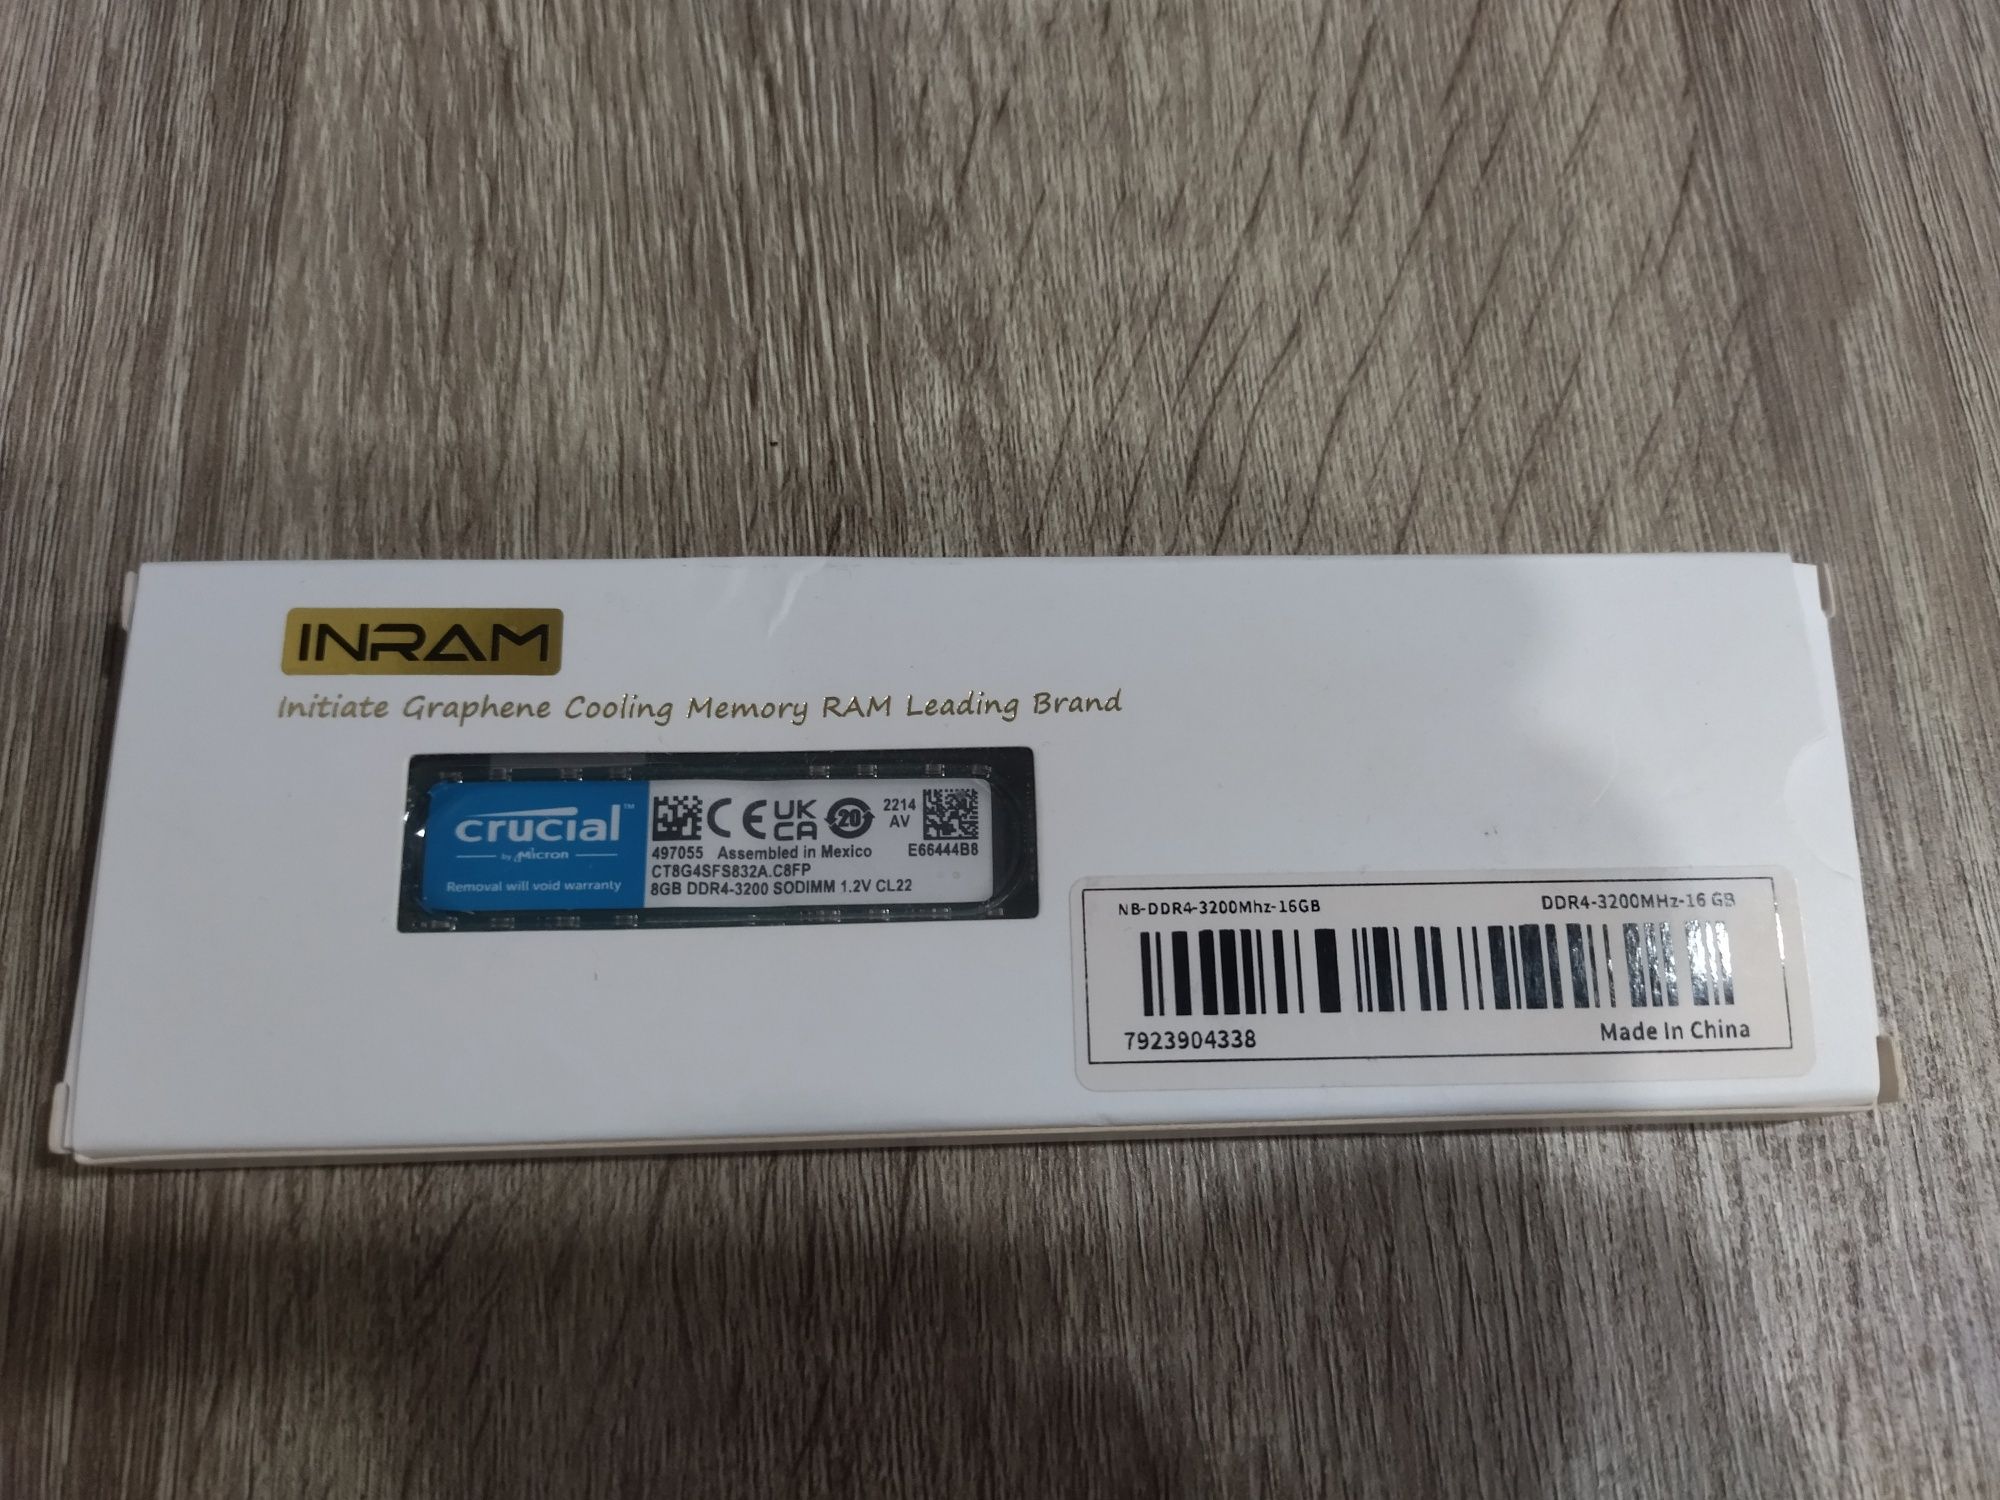 INRAM
Initiate Graphene Cooling Memory RAM Leading Brand
crucial™
by Micron
Removal will void warranty
CE UK CA 20 2214 AV
497055 Assembled in Mexico E66444B8
CT8G4SFS832A.C8FP
8GB DDR4-3200 SODIMM 1.2V CL22
NB-DDR4-3200Mhz-16GB DDR4-3200MHz-16 GB
7923904338 Made In China